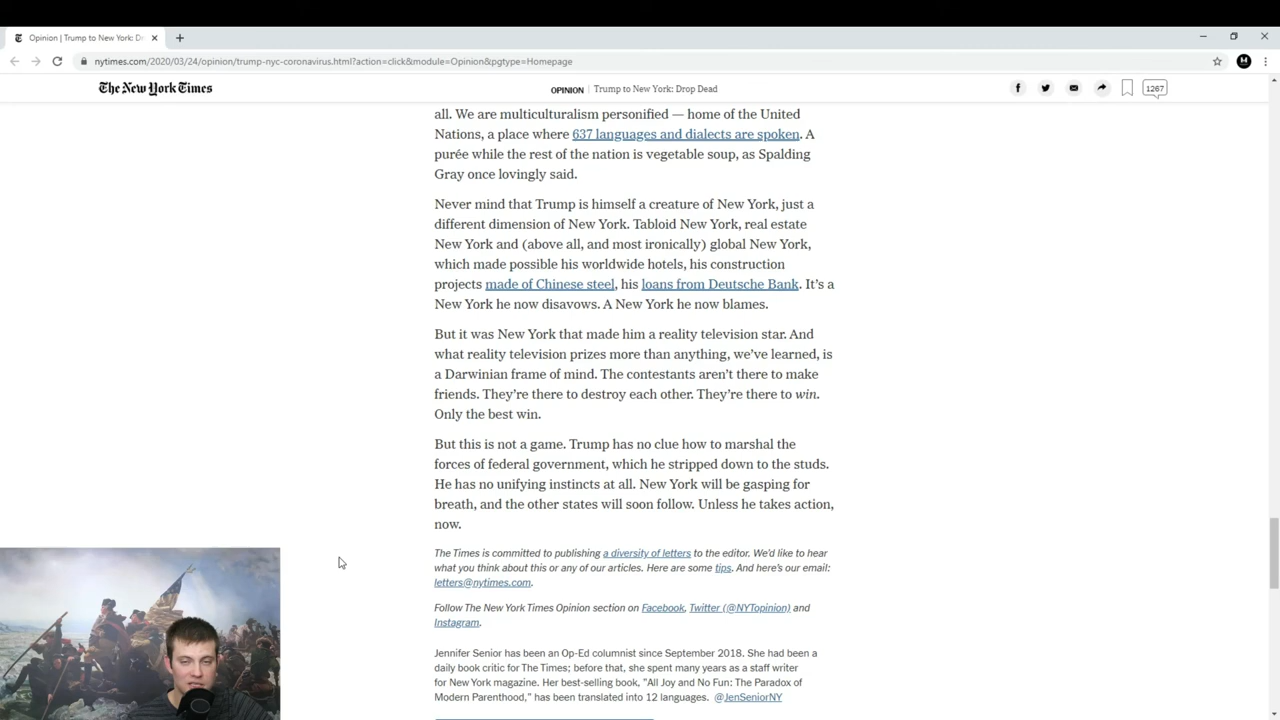 Opinion | Trump to New York: Dr
nytimes.com/2020/03/24/opinion/trump-nyc-coronavirus.html?action=click&module=Opinion&pgtype=Homepage
The New York Times
OPINION | Trump to New York: Drop Dead
1267
all. We are multiculturalism personified — home of the United
Nations, a place where 637 languages and dialects are spoken. A
purée while the rest of the nation is vegetable soup, as Spalding
Gray once lovingly said.
Never mind that Trump is himself a creature of New York, just a
different dimension of New York. Tabloid New York, real estate
New York and (above all, and most ironically) global New York,
which made possible his worldwide hotels, his construction
projects made of Chinese steel, his loans from Deutsche Bank. It’s a
New York he now disavows. A New York he now blames.
But it was New York that made him a reality television star. And
what reality television prizes more than anything, we’ve learned, is
a Darwinian frame of mind. The contestants aren’t there to make
friends. They’re there to destroy each other. They’re there to win.
Only the best win.
But this is not a game. Trump has no clue how to marshal the
forces of federal government, which he stripped down to the studs.
He has no unifying instincts at all. New York will be gasping for
breath, and the other states will soon follow. Unless he takes action,
now.
The Times is committed to publishing a diversity of letters to the editor. We’d like to hear
what you think about this or any of our articles. Here are some tips. And here’s our email:
letters@nytimes.com.
Follow The New York Times Opinion section on Facebook, Twitter (@NYTopinion) and
Instagram.
Jennifer Senior has been an Op-Ed columnist since September 2018. She had been a
daily book critic for The Times; before that, she spent many years as a staff writer
for New York magazine. Her best-selling book, "All Joy and No Fun: The Paradox of
Modern Parenthood," has been translated into 12 languages. @JenSeniorNY